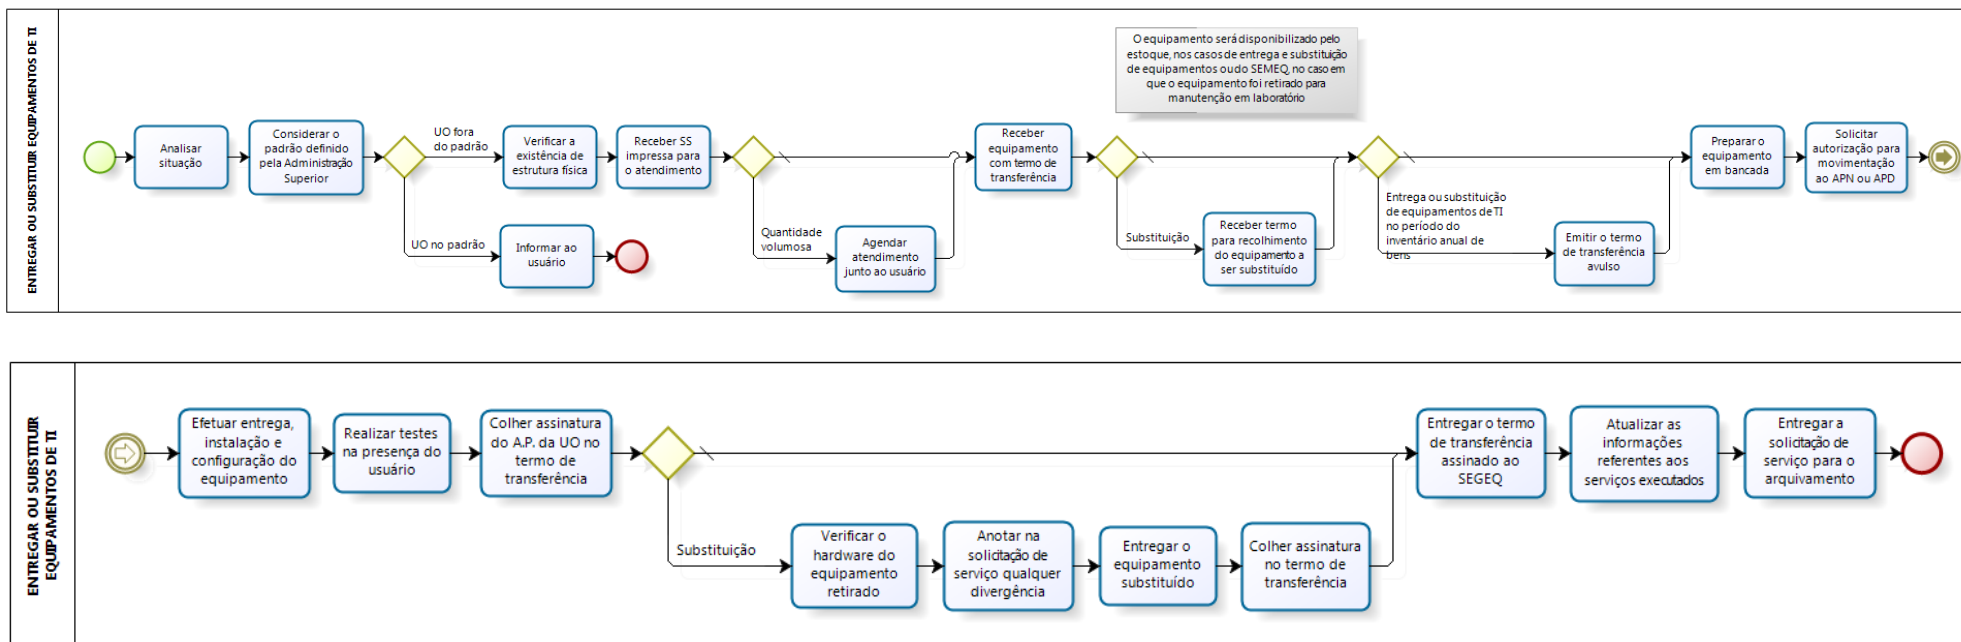 ENTREGAR OU SUBSTITUIR EQUIPAMENTOS DE TI
Analisar
situação
Considerar o
padrão definido
pela Administração
Superior
UO fora
do padrão
UO no padrão
Verificar a
existência de
estrutura física
Informar ao
usuário
Receber SS
impressa para
o atendimento
Quantidade
volumosa
Agendar
atendimento
junto ao usuário
Receber
equipamento
com termo de
transferência
O equipamento será disponibilizado pelo
estoque, nos casos de entrega e substituição
de equipamentos ou do SEMEQ, no caso em
que o equipamento foi retirado para
manutenção em laboratório
Substituição
Receber termo
para recolhimento
do equipamento a
ser substituído
Entrega ou substituição
de equipamentos de TI
no período do
inventário anual de
bens
Emitir o termo
de transferência
avulso
Preparar o
equipamento
em bancada
Solicitar
autorização para
movimentação
ao APN ou APD
ENTREGAR OU SUBSTITUIR
EQUIPAMENTOS DE TI
Efetuar entrega,
instalação e
configuração do
equipamento
Realizar testes
na presença do
usuário
Colher assinatura
do A.P. da UO no
termo de
transferência
Substituição
Verificar o
hardware do
equipamento
retirado
Anotar na
solicitação de
serviço qualquer
divergência
Entregar o
equipamento
substituído
Colher assinatura
no termo de
transferência
Entregar o termo
de transferência
assinado ao
SEGEQ
Atualizar as
informações
referentes aos
serviços executados
Entregar a
solicitação de
serviço para o
arquivamento